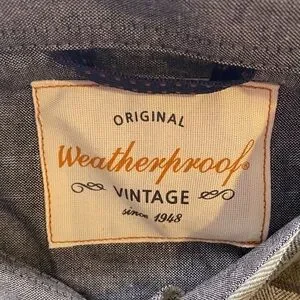 ORIGINAL
Weatherproof®
VINTAGE
since 1948